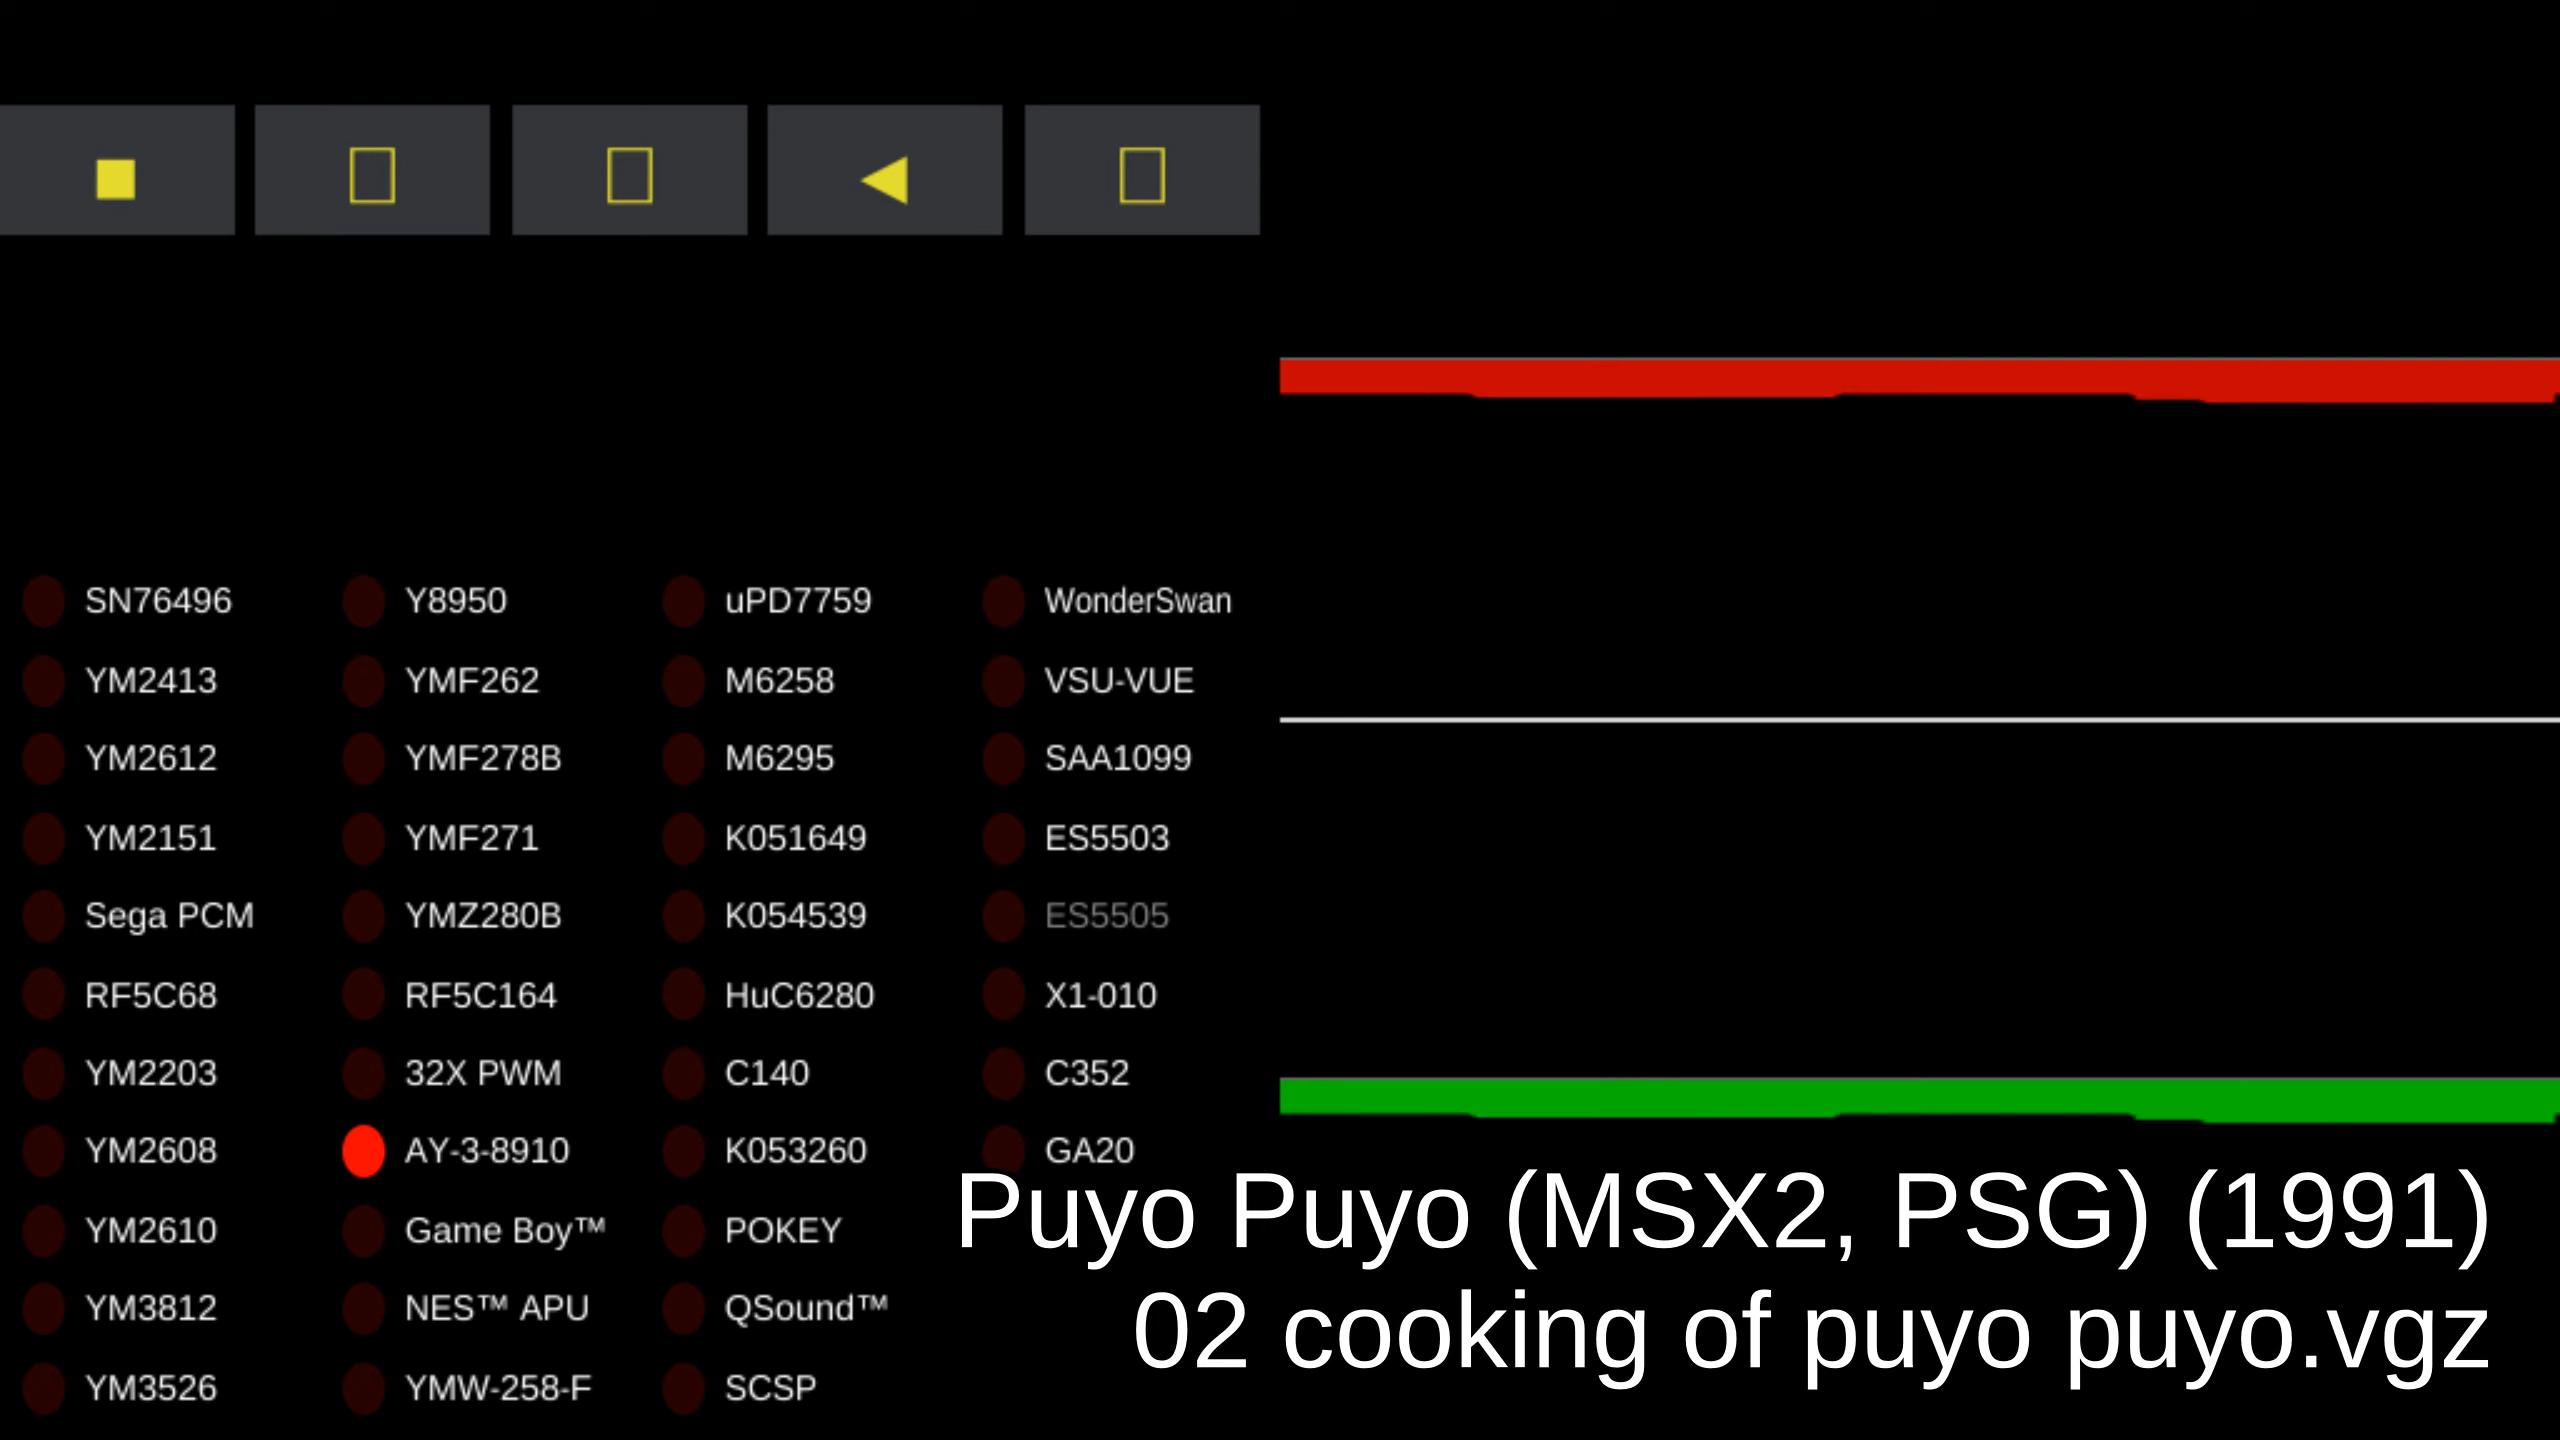 SN76496
YM2413
YM2612
YM2151
Sega PCM
RF5C68
YM2203
YM2608
YM2610
YM3812
YM3526
Y8950
YMF262
YMF278B
YMF271
YMZ280B
RF5C164
32X PWM
AY-3-8910
Game Boy™
NES™ APU
YMW-258-F
uPD7759
M6258
M6295
K051649
K054539
HuC6280
C140
K053260
POKEY
QSound™
SCSP
WonderSwan
VSU-VUE
SAA1099
ES5503
ES5505
X1-010
C352
GA20
Puyo Puyo (MSX2, PSG) (1991)
02 cooking of puyo puyo.vgz